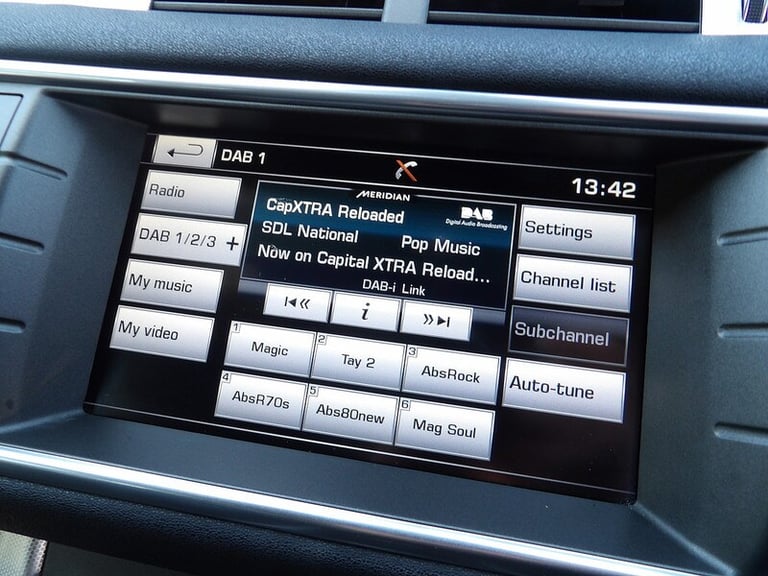 DAB 1
13:42
Radio
DAB 1/2/3 +
My music
My video
MERIDIAN
CapXTRA Reloaded
DAB
Digital Audio Broadcasting
SDL National Pop Music
Now on Capital XTRA Reload...
DAB-i Link
i
1 Magic
2 Tay 2
3 AbsRock
4 AbsR70s
5 Abs80new
6 Mag Soul
Settings
Channel list
Subchannel
Auto-tune